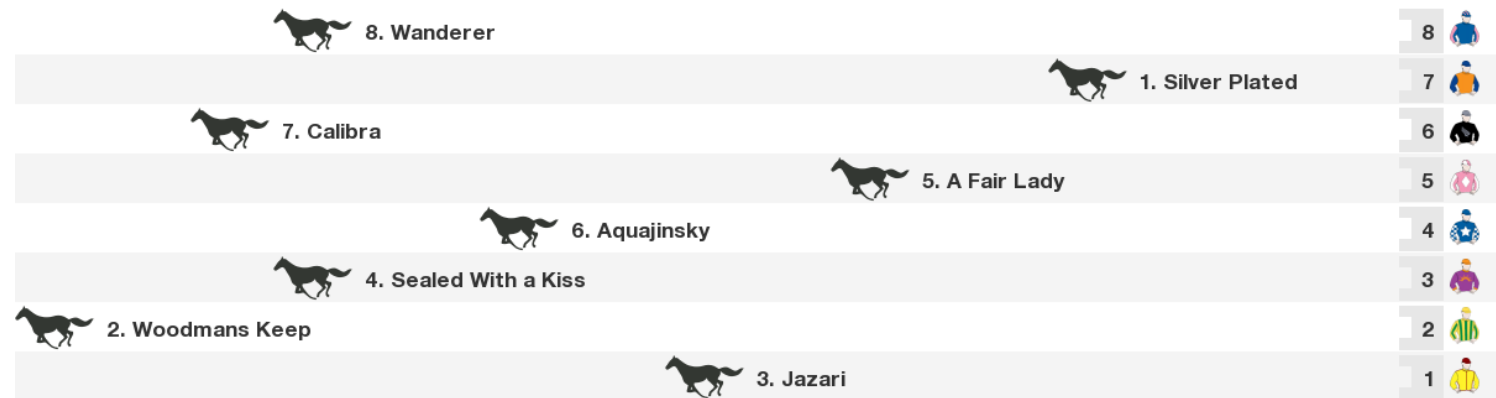 8. Wanderer 8
1. Silver Plated 7
7. Calibra 6
5. A Fair Lady 5
6. Aquajinsky 4
4. Sealed With a Kiss 3
2. Woodmans Keep 2
3. Jazari 1